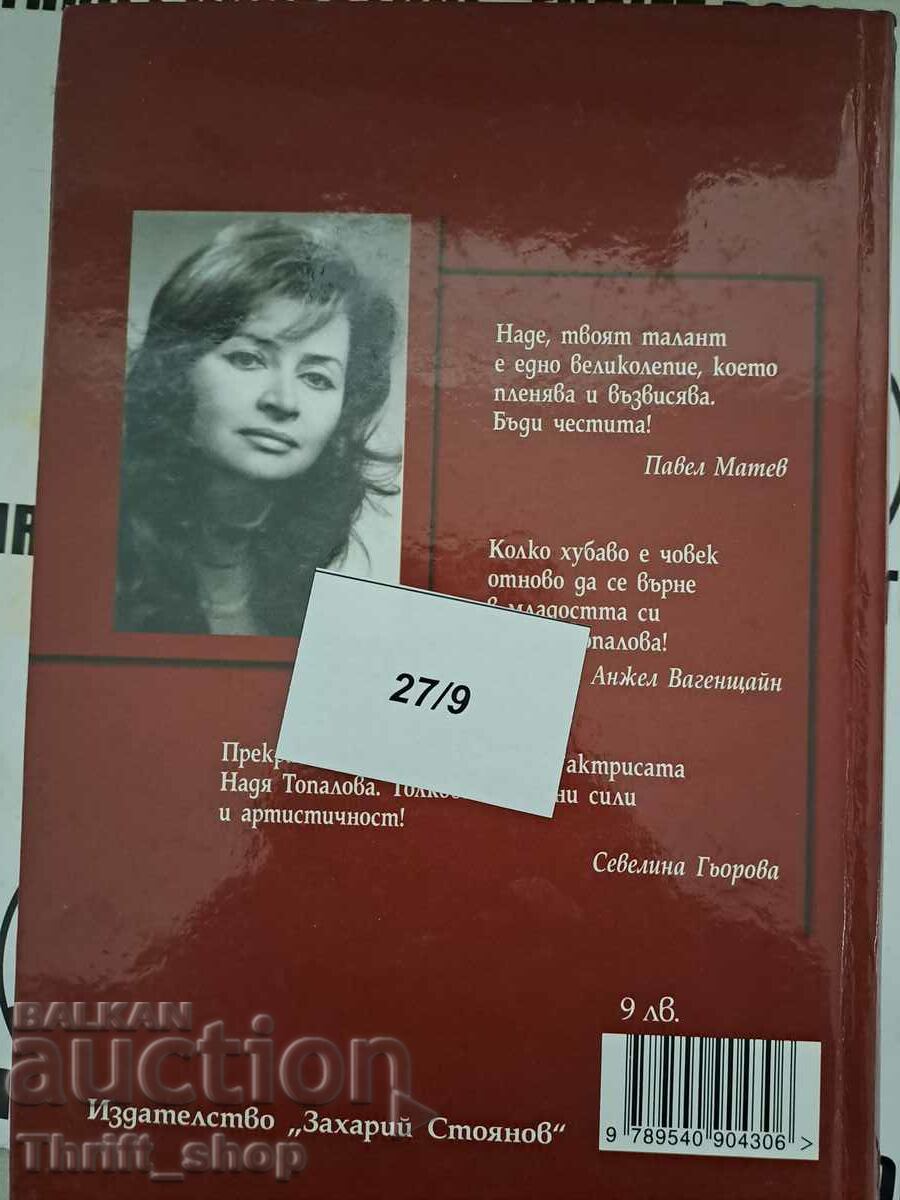 Наде, твоят талант
е едно великолепие, което
пленява и възвисява.
Бъди честита!
Павел Матев
Колко хубаво е човек
отново да се върне
младостта си
Анжел Вагенщайн
27/9
актрисата
Надя Топалова. сили
и артистичност!
Севелина Гьорова
9 лв.
9 789540 904306 >
Издателство „Захарий Стоянов“
BALKAN
auction
Thrift_shop